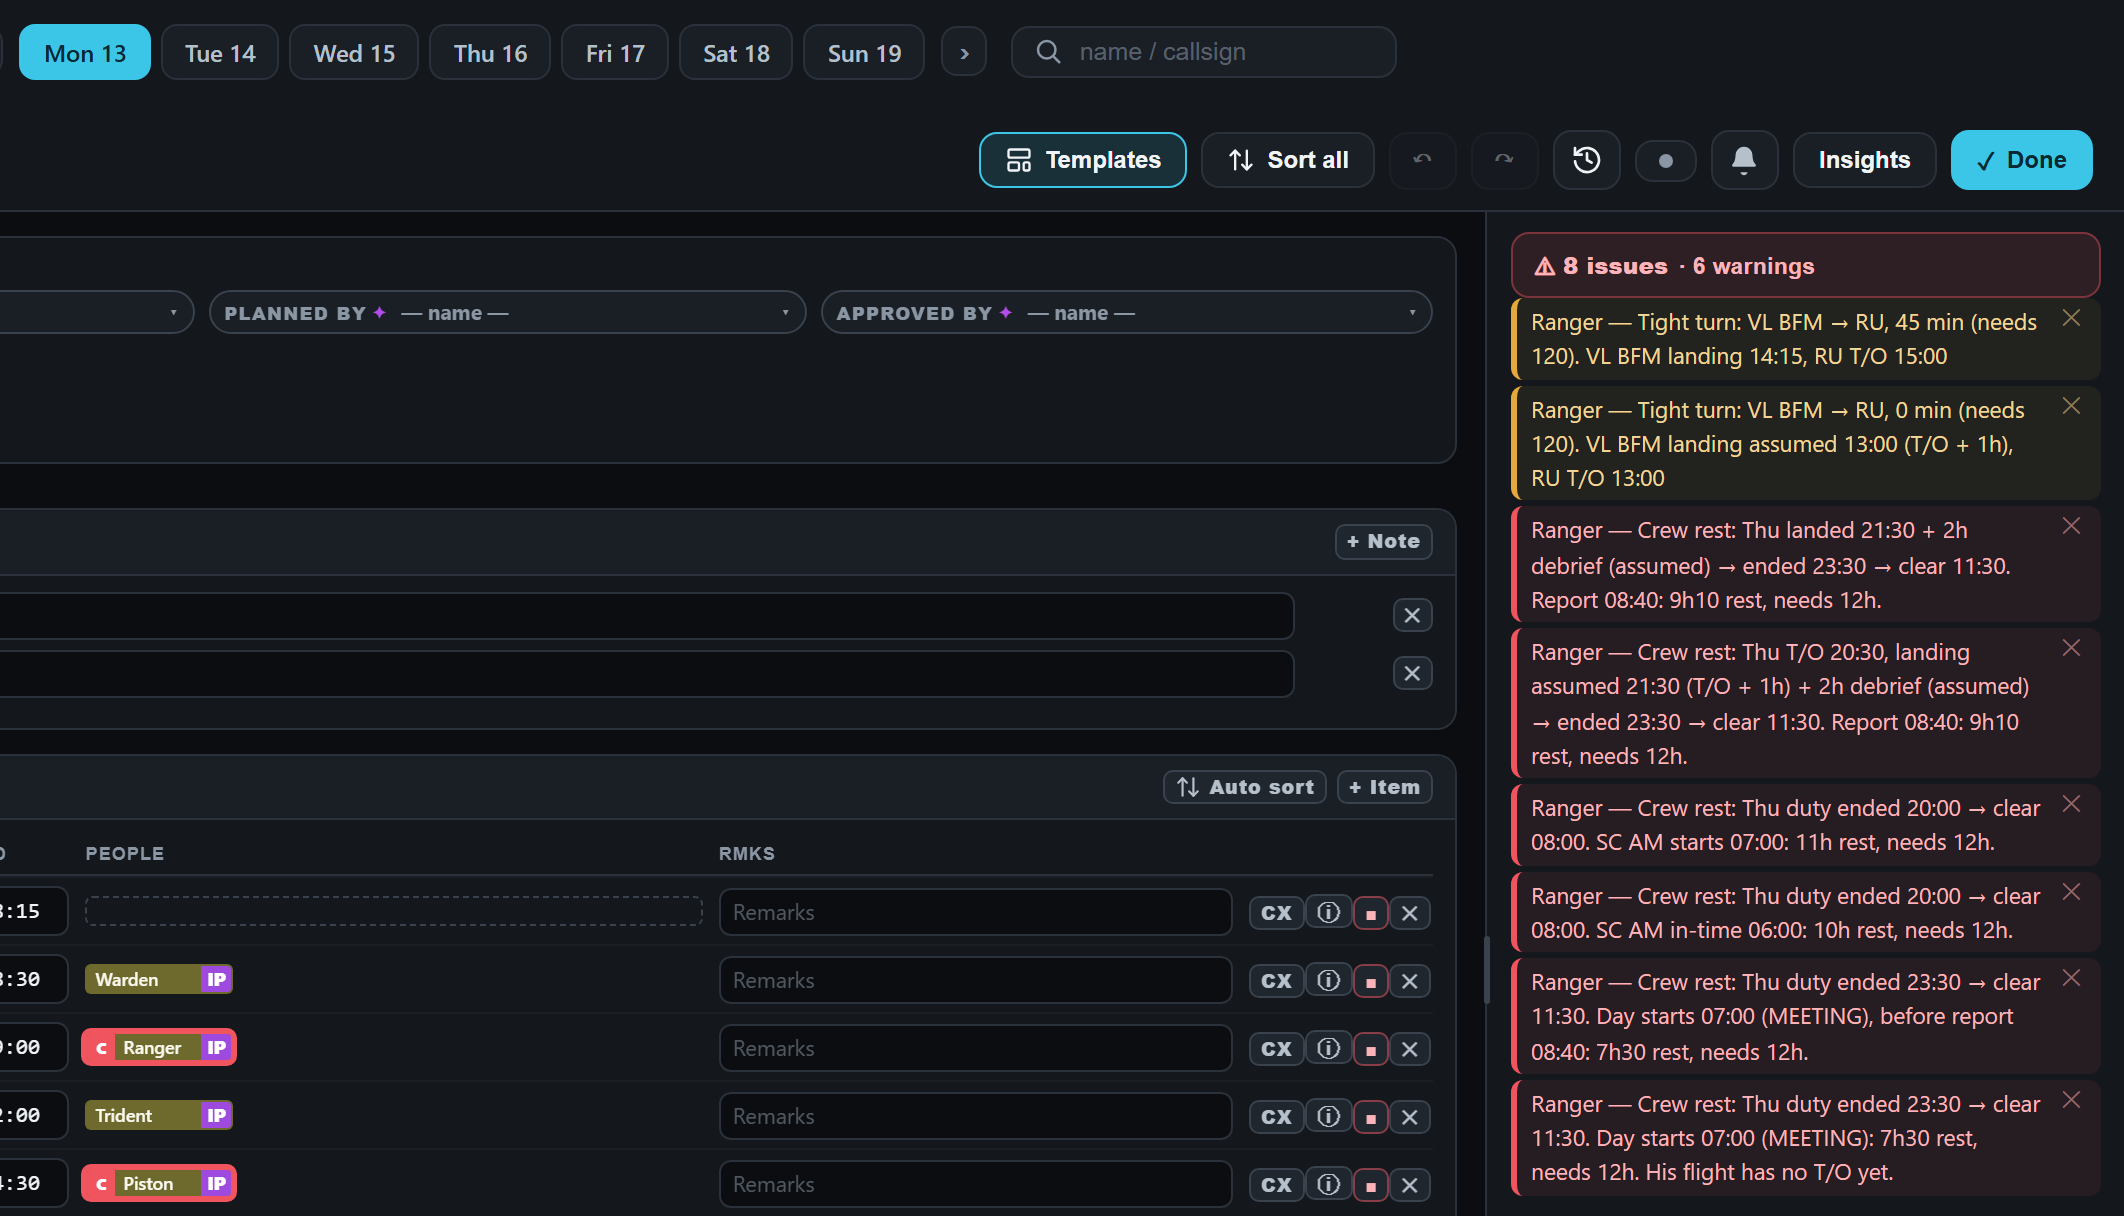 Mon 13
Tue 14
Wed 15
Thu 16
Fri 17
Sat 18
Sun 19
name / callsign
Templates
Sort all
Insights
✓ Done
PLANNED BY ✦ — name —
APPROVED BY ✦ — name —
+ Note
Auto sort
+ Item
PEOPLE
RMKS
:15
Remarks
CX
:30
Warden IP
Remarks
CX
:00
C Ranger IP
Remarks
CX
:00
Trident IP
Remarks
CX
:30
C Piston IP
Remarks
CX
⚠ 8 issues · 6 warnings
Ranger — Tight turn: VL BFM → RU, 45 min (needs
120). VL BFM landing 14:15, RU T/O 15:00
Ranger — Tight turn: VL BFM → RU, 0 min (needs
120). VL BFM landing assumed 13:00 (T/O + 1h),
RU T/O 13:00
Ranger — Crew rest: Thu landed 21:30 + 2h
debrief (assumed) → ended 23:30 → clear 11:30.
Report 08:40: 9h10 rest, needs 12h.
Ranger — Crew rest: Thu T/O 20:30, landing
assumed 21:30 (T/O + 1h) + 2h debrief (assumed)
→ ended 23:30 → clear 11:30. Report 08:40: 9h10
rest, needs 12h.
Ranger — Crew rest: Thu duty ended 20:00 → clear
08:00. SC AM starts 07:00: 11h rest, needs 12h.
Ranger — Crew rest: Thu duty ended 20:00 → clear
08:00. SC AM in-time 06:00: 10h rest, needs 12h.
Ranger — Crew rest: Thu duty ended 23:30 → clear
11:30. Day starts 07:00 (MEETING), before report
08:40: 7h30 rest, needs 12h.
Ranger — Crew rest: Thu duty ended 23:30 → clear
11:30. Day starts 07:00 (MEETING): 7h30 rest,
needs 12h. His flight has no T/O yet.